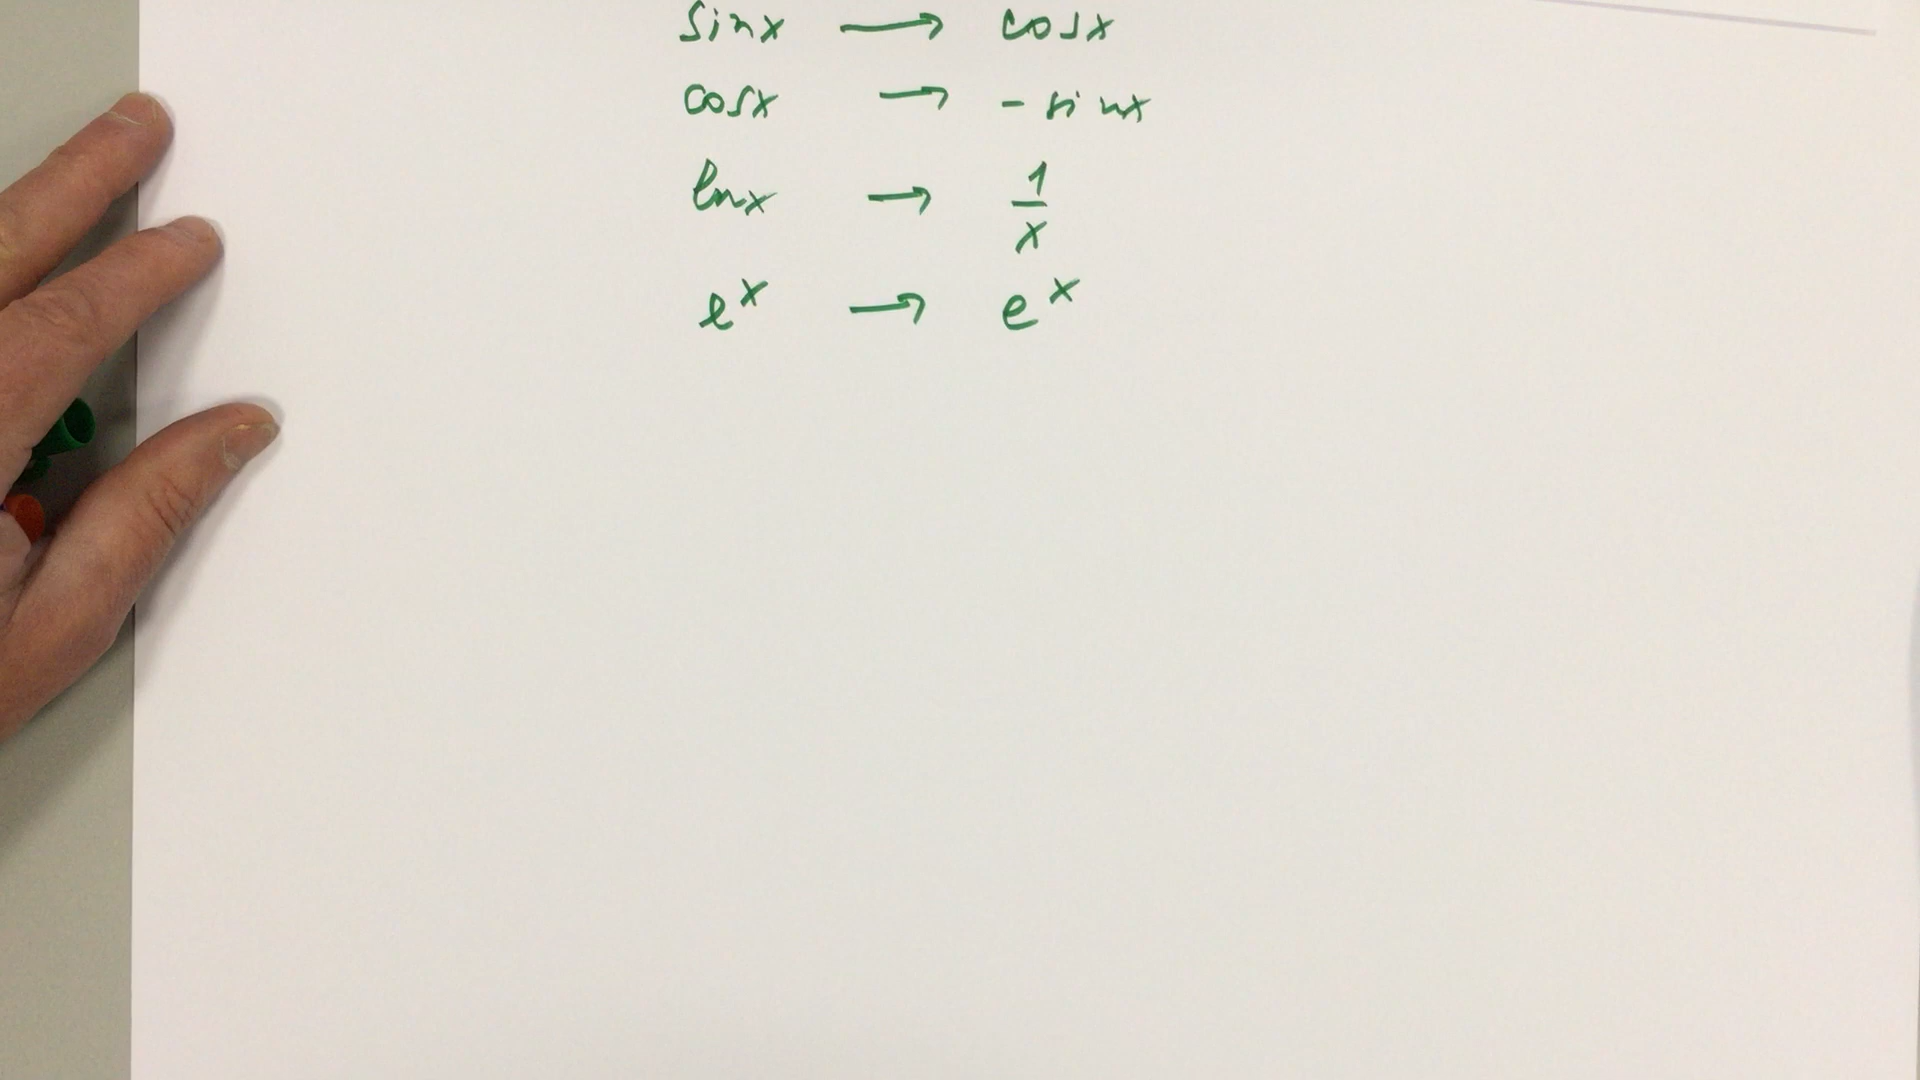 sinx → cosx
cosx → - sinx
lnx → 1/x
e^x → e^x